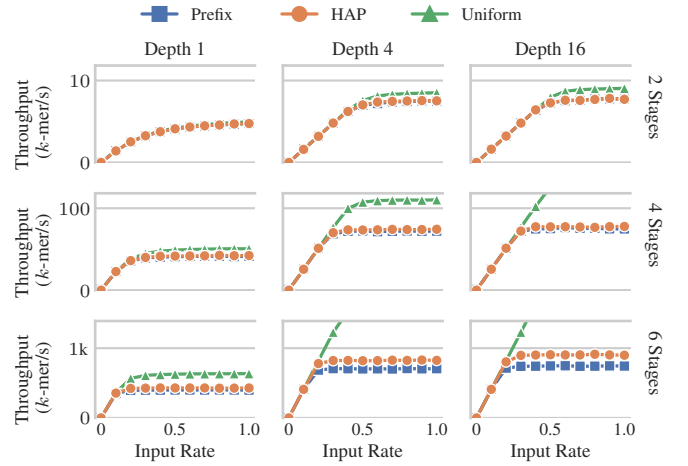 Prefix HAP Uniform
Depth 1 Depth 4 Depth 16
Throughput
(k-mer/s)
10
0
2 Stages
Throughput
(k-mer/s)
100
0
4 Stages
Throughput
(k-mer/s)
1k
0
6 Stages
0 0.5 1.0 0 0.5 1.0 0 0.5 1.0
Input Rate Input Rate Input Rate